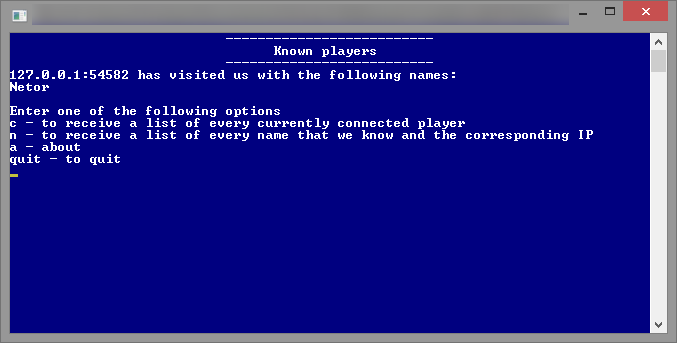 --------------------------
Known players
--------------------------
127.0.0.1:54582 has visited us with the following names:
Netor
Enter one of the following options
c - to receive a list of every currently connected player
n - to receive a list of every name that we know and the corresponding IP
a - about
quit - to quit